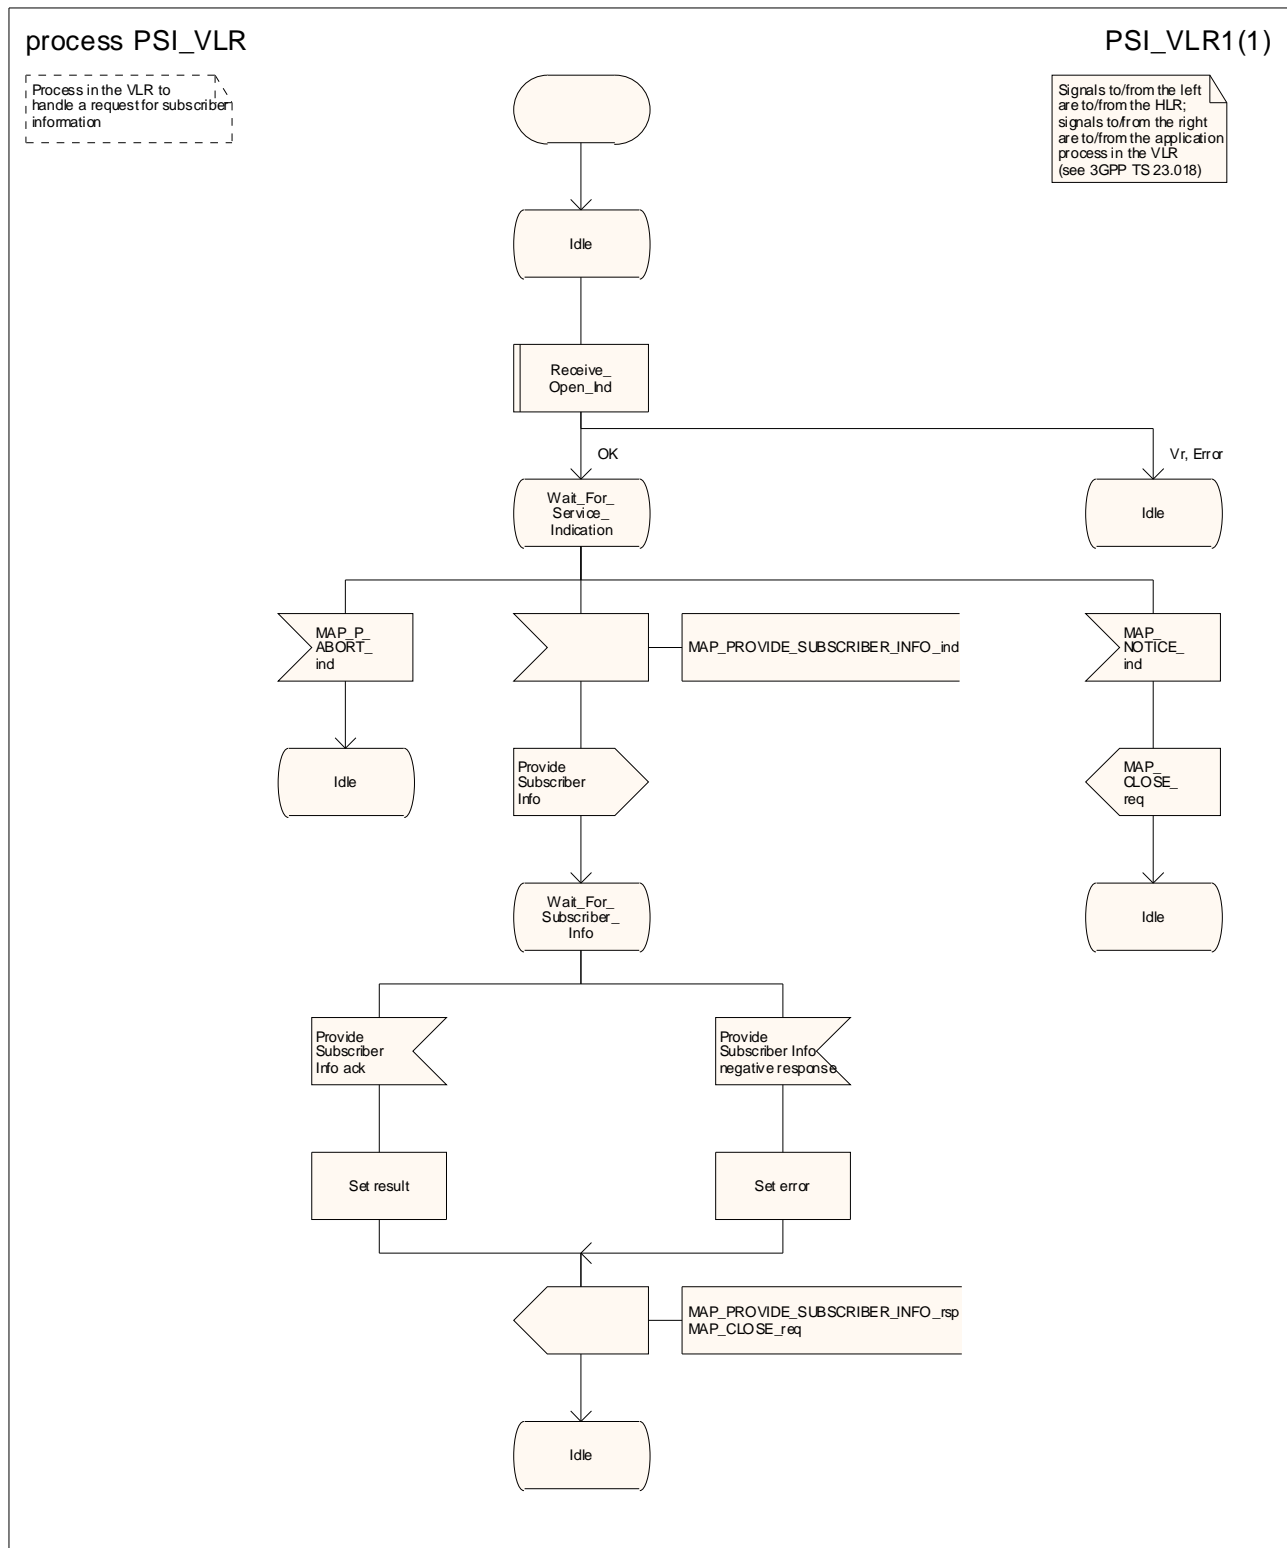 process PSI_VLR
PSI_VLR1(1)
Process in the VLR to
handle a request for subscriber
information
Signals to/from the left
are to/from the HLR;
signals to/from the right
are to/from the application
process in the VLR
(see 3GPP TS 23.018)
Idle
Receive_
Open_Ind
OK
Vr, Error
Wait_For_
Service_
Indication
Idle
MAP_P_
ABORT_
ind
MAP_PROVIDE_SUBSCRIBER_INFO_ind
MAP_
NOTICE_
ind
Idle
Provide
Subscriber
Info
MAP_
CLOSE_
req
Wait_For_
Subscriber_
Info
Idle
Provide
Subscriber
Info ack
Provide
Subscriber Info
negative response
Set result
Set error
MAP_PROVIDE_SUBSCRIBER_INFO_rsp
MAP_CLOSE_req
Idle